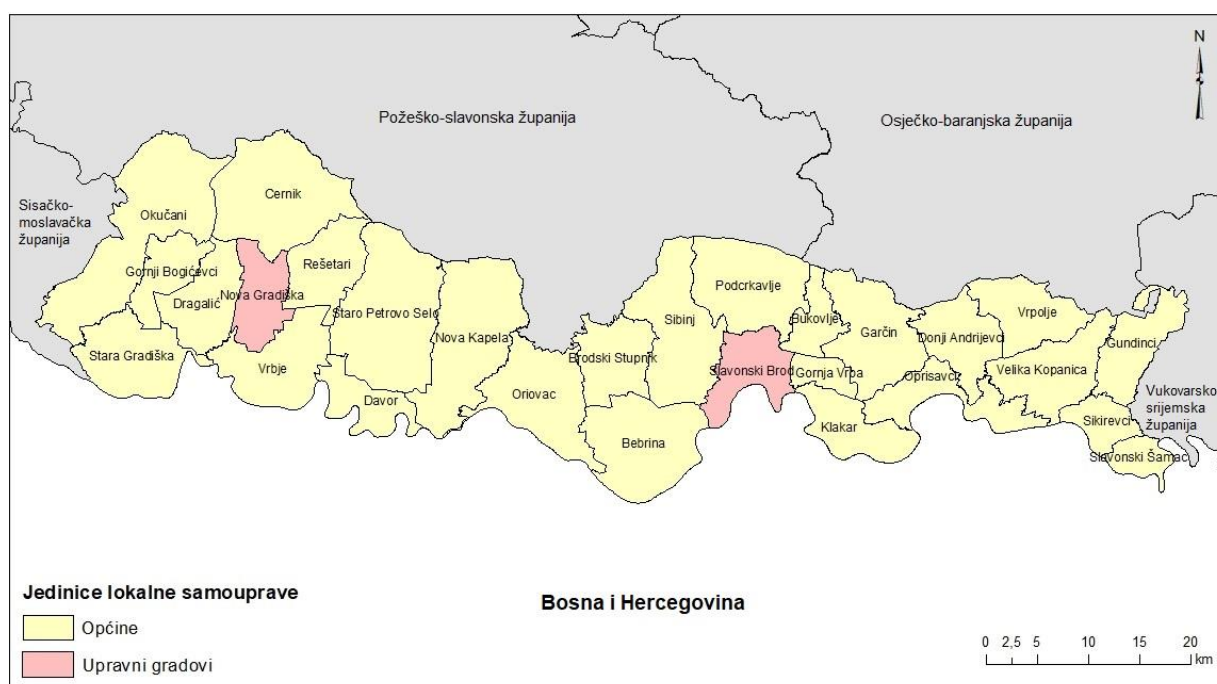 N
Požeško-slavonska županija
Osječko-baranjska županija
Sisačko-
moslavačka
županija
Cernik
Okučani
Gornji Bogićevci
Rešetari
Dragalić
Nova Gradiška
Staro Petrovo Selo
Stara Gradiška
Vrbje
Nova Kapela
Davor
Oriovac
Brodski Stupnik
Sibinj
Podcrkavlje
Bebrina
Slavonski Brod
Bukovlje
Garčin
Gornja Vrba
Klakar
Donji Andrijevci
Oprisavci
Vrpolje
Velika Kopanica
Gundinci
Sikirevci
Slavonski Šamac
Vukovarsko
srijemska
županija
Jedinice lokalne samouprave
Općine
Upravni gradovi
Bosna i Hercegovina
0 2,5 5 10 15 20
km